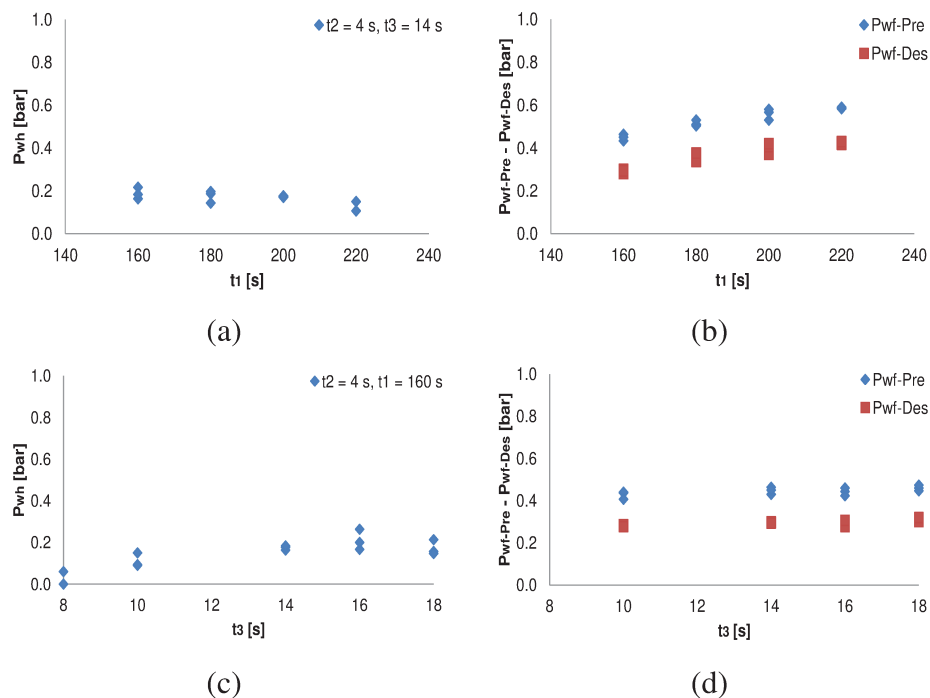 1.0
0.8
0.6
0.4
0.2
0.0
Pwh [bar]
t2 = 4 s, t3 = 14 s
140 160 180 200 220 240
t1 [s]
(a)
1.0
0.8
0.6
0.4
0.2
0.0
Pwf-Pre - Pwf-Des [bar]
Pwf-Pre
Pwf-Des
140 160 180 200 220 240
t1 [s]
(b)
1.0
0.8
0.6
0.4
0.2
0.0
Pwh [bar]
t2 = 4 s, t1 = 160 s
8 10 12 14 16 18
t3 [s]
(c)
1.0
0.8
0.6
0.4
0.2
0.0
Pwf-Pre - Pwf-Des [bar]
Pwf-Pre
Pwf-Des
8 10 12 14 16 18
t3 [s]
(d)